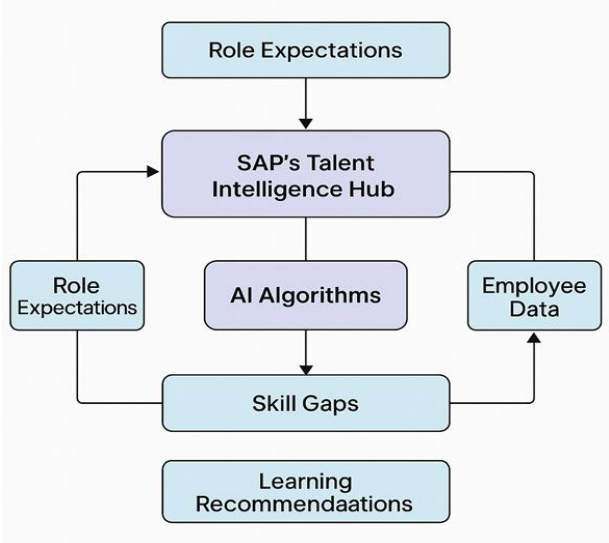 Role Expectations
SAP's Talent
Intelligence Hub
Role
Expectations
AI Algorithms
Employee
Data
Skill Gaps
Learning
Recommendaations